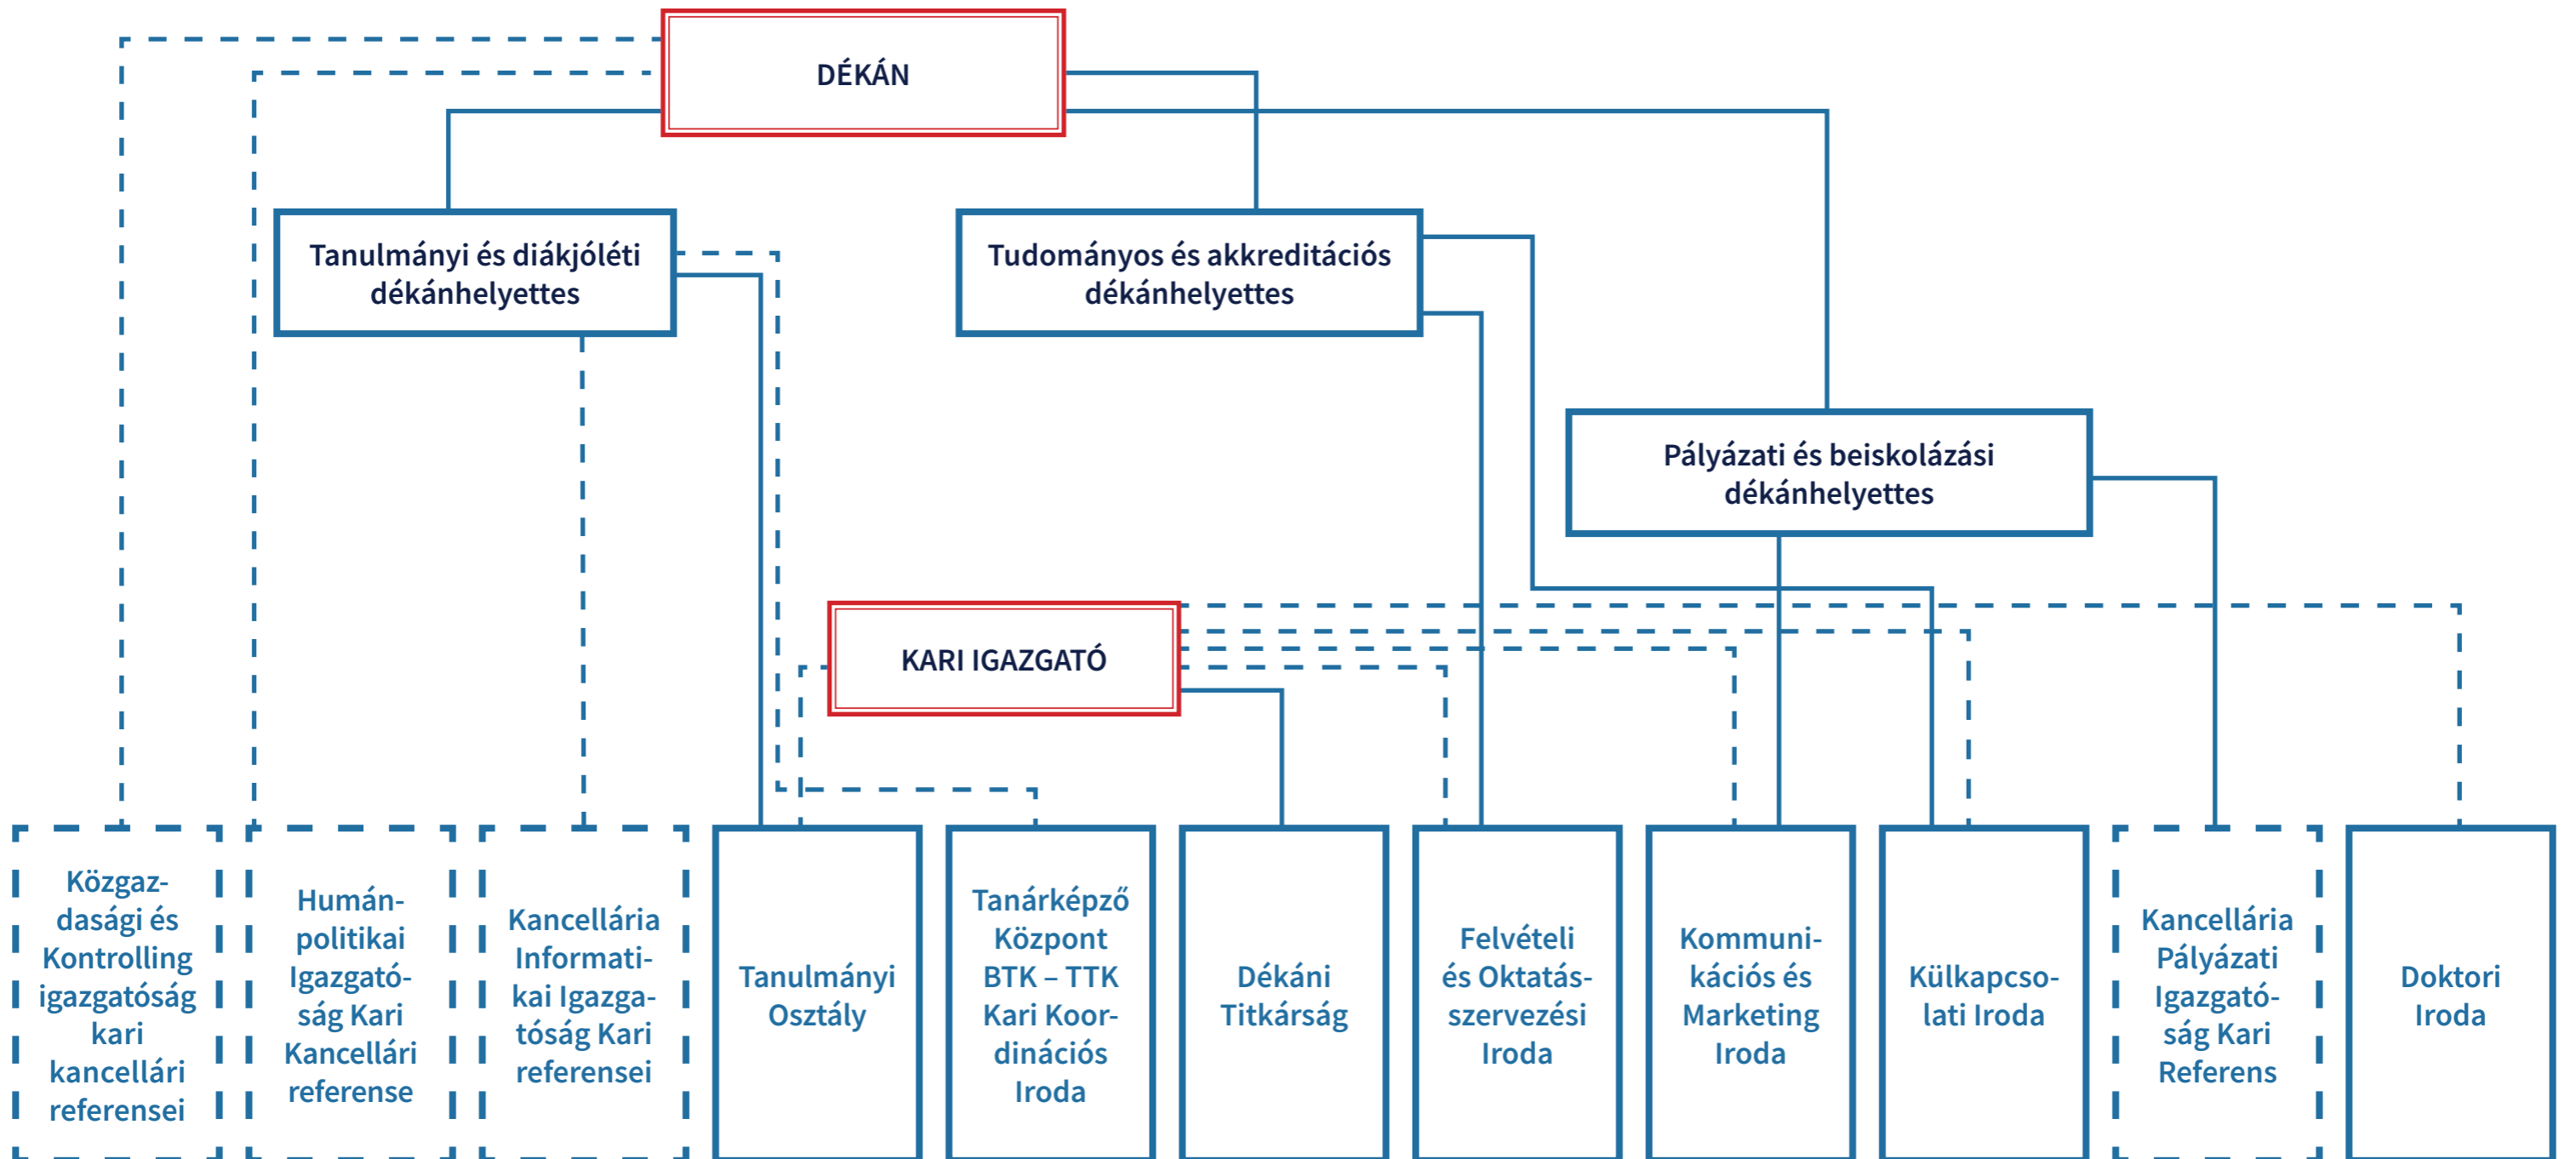 DÉKÁN
Tanulmányi és diákjóléti
dékánhelyettes
Tudományos és akkreditációs
dékánhelyettes
Pályázati és beiskolázási
dékánhelyettes
KARI IGAZGATÓ
Közgaz-
dasági és
Kontrolling
igazgatóság
kari
kancellári
referensei
Humán-
politikai
Igazgató-
ság Kari
Kancellári
referense
Kancellária
Informati-
kai Igazga-
tóság Kari
referensei
Tanulmányi
Osztály
Tanárképző
Központ
BTK – TTK
Kari Koor-
dinációs
Iroda
Dékáni
Titkárság
Felvételi
és Oktatás-
szervezési
Iroda
Kommuni-
kációs és
Marketing
Iroda
Külkapcso-
lati Iroda
Kancellária
Pályázati
Igazgató-
ság Kari
Referens
Doktori
Iroda